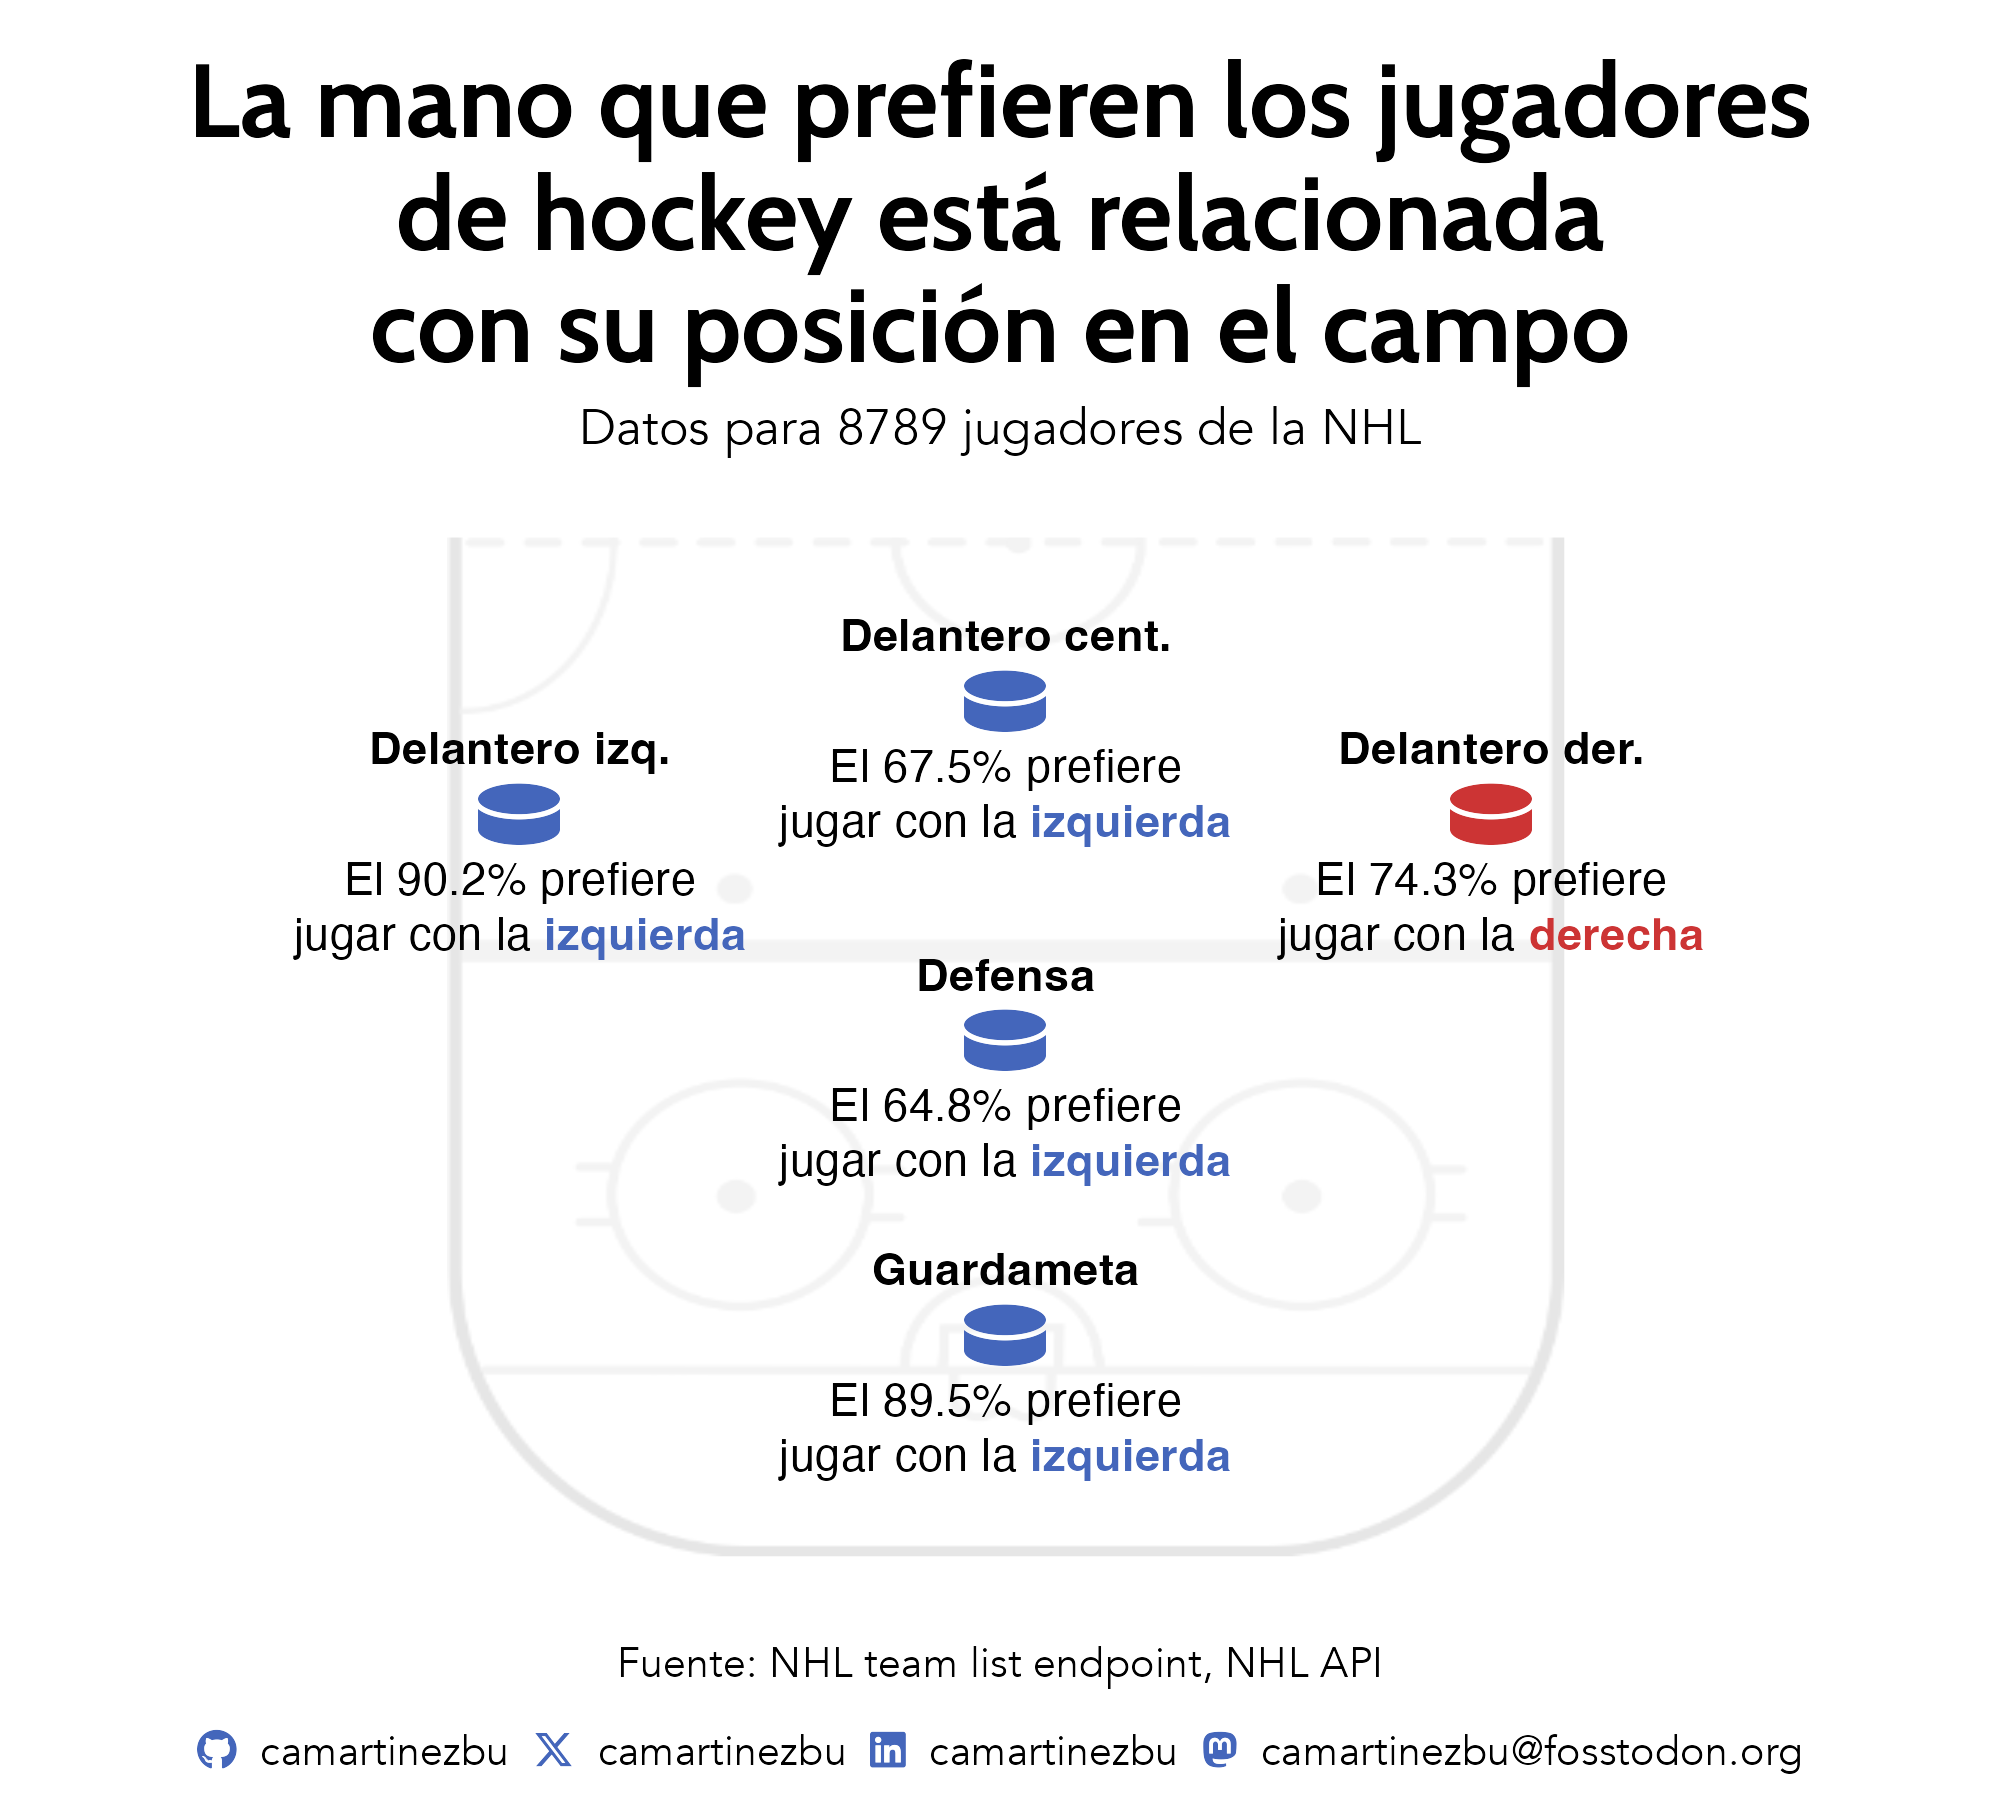 La mano que prefieren los jugadores
de hockey está relacionada
con su posición en el campo
Datos para 8789 jugadores de la NHL
Delantero cent.
El 67.5% prefiere
jugar con la izquierda
Delantero izq.
El 90.2% prefiere
jugar con la izquierda
Delantero der.
El 74.3% prefiere
jugar con la derecha
Defensa
El 64.8% prefiere
jugar con la izquierda
Guardameta
El 89.5% prefiere
jugar con la izquierda
Fuente: NHL team list endpoint, NHL API
camartinezbu camartinezbu camartinezbu camartinezbu@fosstodon.org